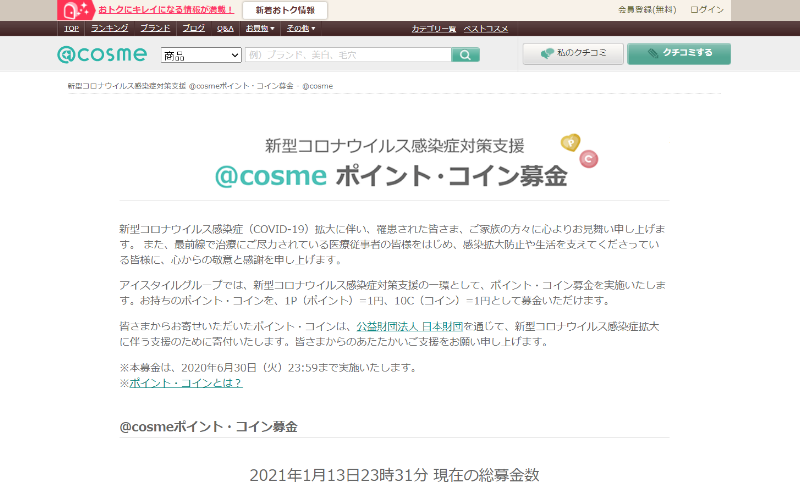 おトクにキレイになる情報が満載！ 新着おトク情報 会員登録(無料) ログイン
TOP ランキング ブランド ブログ Q&A お買物▼ その他▼ カテゴリ一覧 ベストコスメ
@cosme 商品 例）ブランド、美白、毛穴 私のクチコミ クチコミする
新型コロナウイルス感染症対策支援 @cosmeポイント・コイン募金 - @cosme
新型コロナウイルス感染症対策支援
P
C
@cosme ポイント・コイン募金
新型コロナウイルス感染症（COVID-19）拡大に伴い、罹患された皆さま、ご家族の方々に心よりお見舞い申し上げま
す。 また、最前線で治療にご尽力されている医療従事者の皆様をはじめ、感染拡大防止や生活を支えてくださってい
る皆様に、心からの敬意と感謝を申し上げます。
アイスタイルグループでは、新型コロナウイルス感染症対策支援の一環として、ポイント・コイン募金を実施いたしま
す。お持ちのポイント・コインを、1P（ポイント）＝1円、10C（コイン）＝1円として募金いただけます。
皆さまからお寄せいただいたポイント・コインは、公益財団法人 日本財団を通じて、新型コロナウイルス感染症拡大
に伴う支援のために寄付いたします。皆さまからのあたたかいご支援をお願い申し上げます。
※本募金は、2020年6月30日（火）23:59まで実施いたします。
※ポイント・コインとは？
@cosmeポイント・コイン募金
2021年1月13日23時31分 現在の総募金数